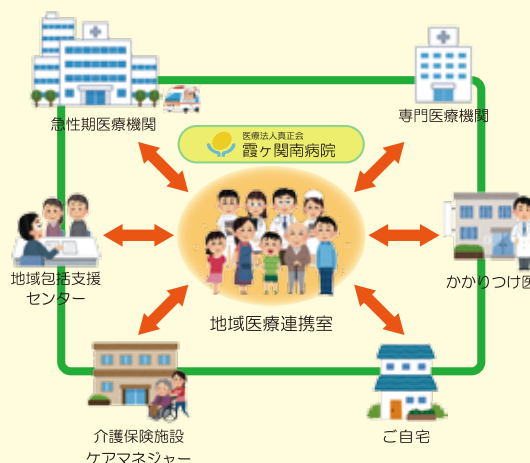 急性期医療機関
専門医療機関
医療法人真正会
霞ヶ関南病院
地域包括支援
センター
かかりつけ医
地域医療連携室
介護保険施設
ケアマネジャー
ご自宅